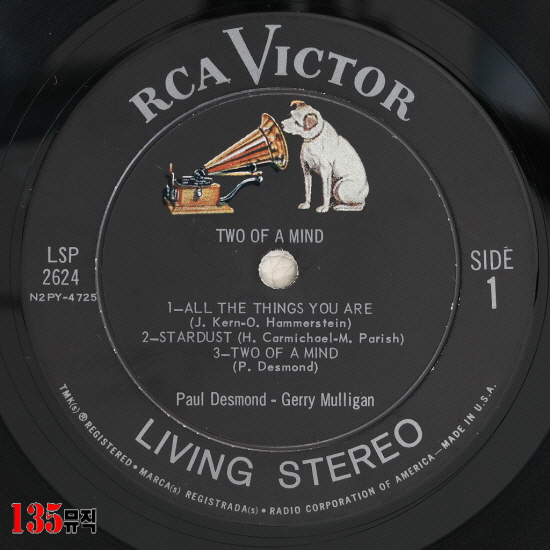 RCA VICTOR
TWO OF A MIND
LSP
2624
N2PY-4725
SIDE
1
1—ALL THE THINGS YOU ARE
(J. Kern-O. Hammerstein)
2—STARDUST (H. Carmichael-M. Parish)
3—TWO OF A MIND
(P. Desmond)
Paul Desmond - Gerry Mulligan
LIVING STEREO
TMK(s) ® REGISTERED • MARCA(s) REGISTRADA(s) • RADIO CORPORATION OF AMERICA—MADE IN U.S.A.
135뮤직